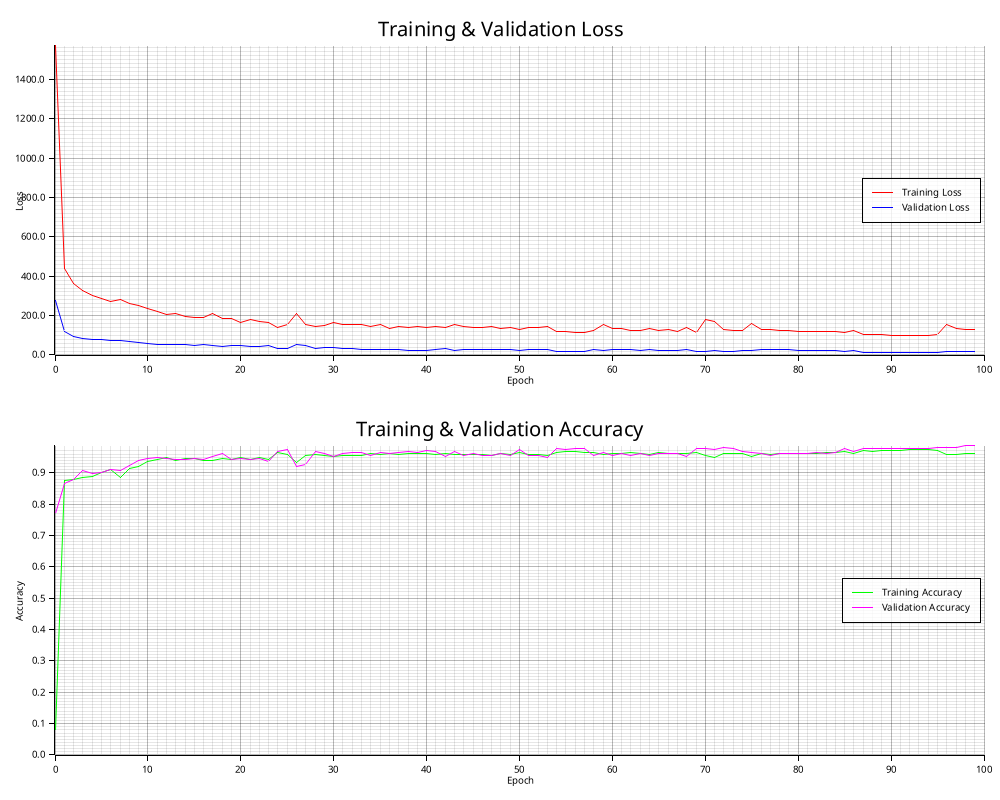 Training & Validation Loss
1400.0
1200.0
1000.0
800.0
600.0
400.0
200.0
0.0
Loss
Training Loss
Validation Loss
0 10 20 30 40 50 60 70 80 90 100
Epoch
Training & Validation Accuracy
0.9
0.8
0.7
0.6
0.5
0.4
0.3
0.2
0.1
0.0
Accuracy
Training Accuracy
Validation Accuracy
0 10 20 30 40 50 60 70 80 90 100
Epoch